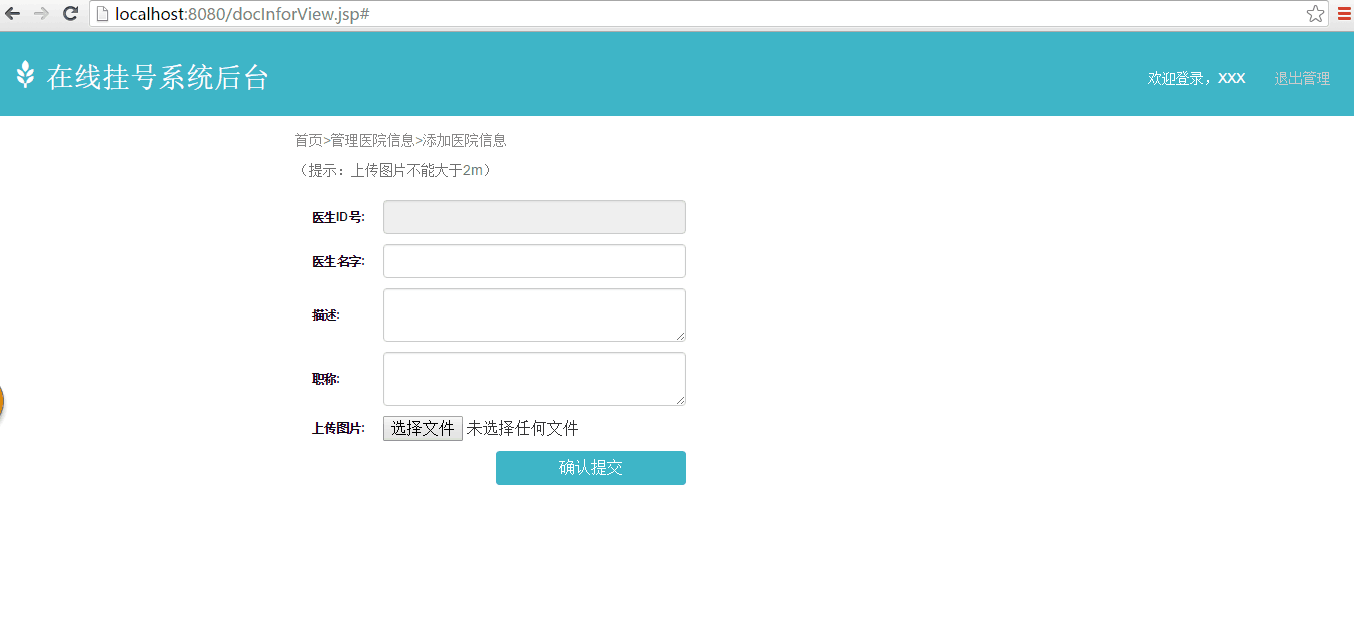 localhost:8080/docInforView.jsp#
在线挂号系统后台
欢迎登录，XXX 退出管理
首页>管理医院信息>添加医院信息
（提示：上传图片不能大于2m）
医生ID号:
医生名字:
描述:
职称:
上传图片: 选择文件 未选择任何文件
确认提交